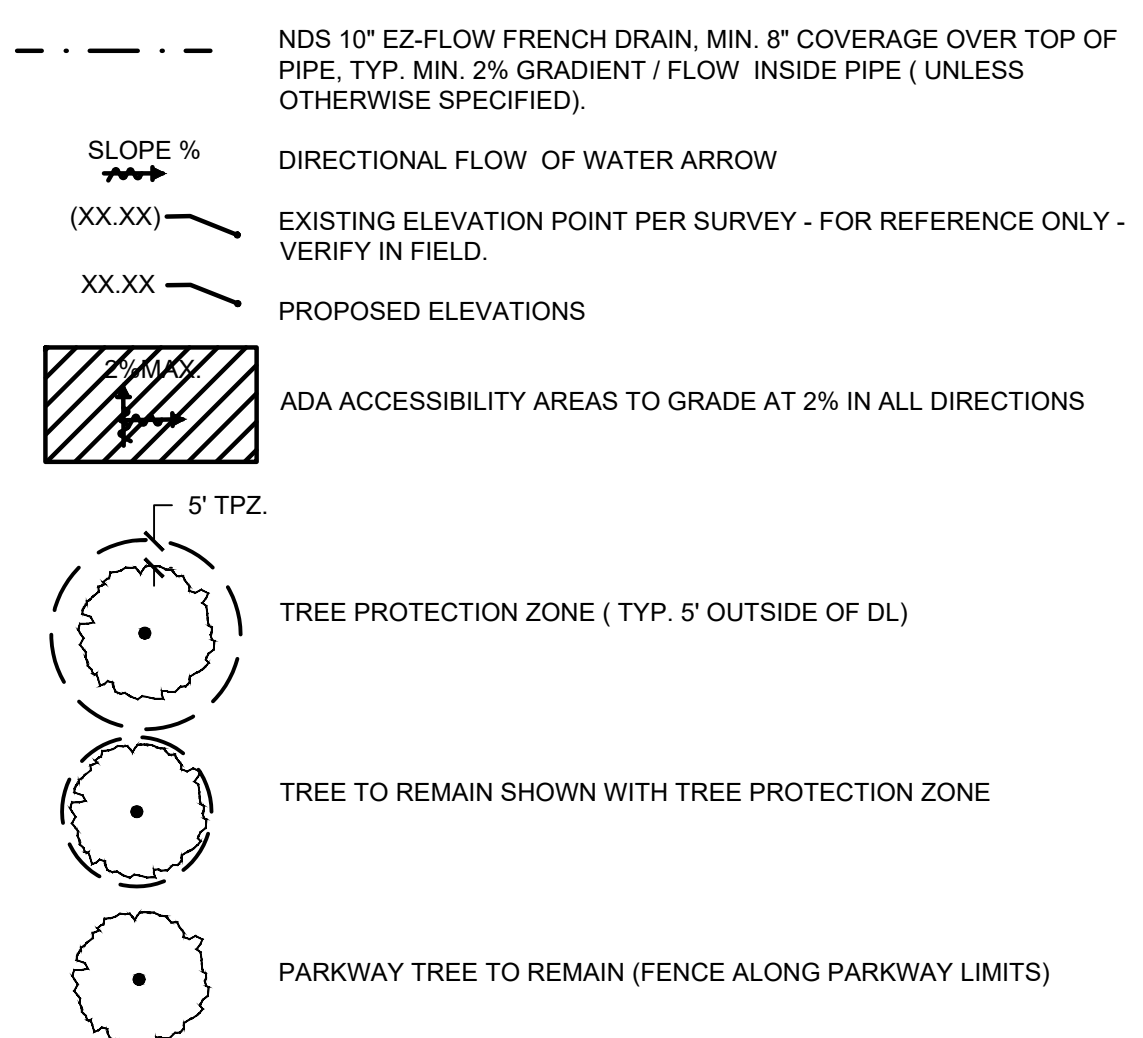 NDS 10" EZ-FLOW FRENCH DRAIN, MIN. 8" COVERAGE OVER TOP OF
PIPE, TYP. MIN. 2% GRADIENT / FLOW INSIDE PIPE ( UNLESS
OTHERWISE SPECIFIED).
SLOPE %
DIRECTIONAL FLOW OF WATER ARROW
(XX.XX)
EXISTING ELEVATION POINT PER SURVEY - FOR REFERENCE ONLY -
VERIFY IN FIELD.
XX.XX
PROPOSED ELEVATIONS
2%MAX.
ADA ACCESSIBILITY AREAS TO GRADE AT 2% IN ALL DIRECTIONS
5' TPZ.
TREE PROTECTION ZONE ( TYP. 5' OUTSIDE OF DL)
TREE TO REMAIN SHOWN WITH TREE PROTECTION ZONE
PARKWAY TREE TO REMAIN (FENCE ALONG PARKWAY LIMITS)